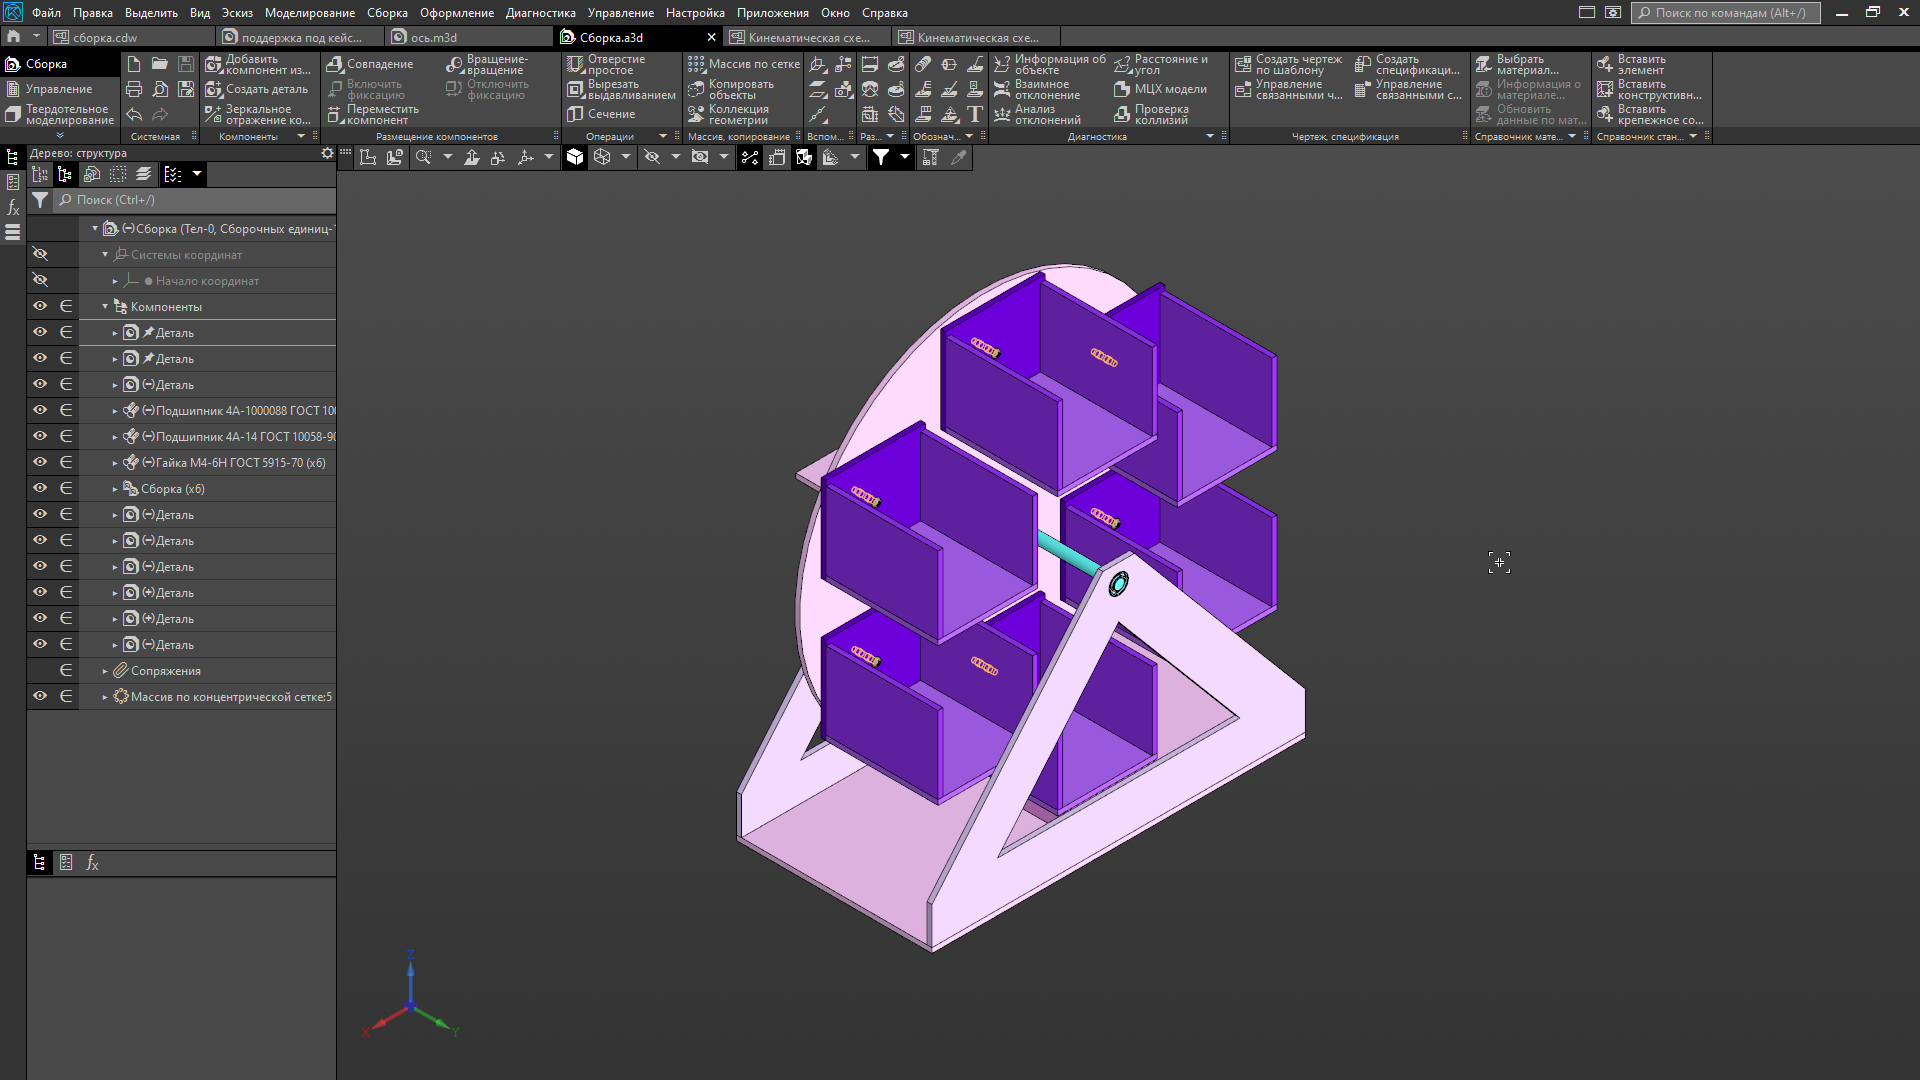 Файл Правка Выделить Вид Эскиз Моделирование Сборка Оформление Диагностика Управление Настройка Приложения Окно Справка Поиск по командам (Alt+/)
сборка.cdw поддержка под кейс... ось.m3d Сборка.a3d Кинематическая схе... Кинематическая схе...
Сборка
Управление
Твердотельное
моделирование
Системная
Добавить
компонент из...
Создать деталь
Зеркальное
отражение ко...
Компоненты
Совпадение
Включить
фиксацию
Переместить
компонент
Вращение-
вращение
Отключить
фиксацию
Размещение компонентов
Отверстие
простое
Вырезать
выдавливанием
Сечение
Операции
Массив по сетке
Копировать
объекты
Коллекция
геометрии
Массив, копирование
Вспом...
Раз...
Обознач...
Информация об
объекте
Взаимное
отклонение
Анализ
отклонений
Расстояние и
угол
МЦХ модели
Проверка
коллизий
Диагностика
Создать чертеж
по шаблону
Управление
связанными ч...
Создать
спецификаци...
Управление
связанными с...
Чертеж, спецификация
Выбрать
материал...
Информация о
материале...
Обновить
данные по мат...
Справочник мате...
Вставить
элемент
Вставить
конструктивн...
Вставить
крепежное со...
Справочник стан...
Дерево: структура
Поиск (Ctrl+/)
(−)Сборка (Тел-0, Сборочных единиц-
Системы координат
Начало координат
Компоненты
Деталь
Деталь
(−)Деталь
(−)Подшипник 4А-1000088 ГОСТ 100
(−)Подшипник 4А-14 ГОСТ 10058-90
(−)Гайка М4-6Н ГОСТ 5915-70 (x6)
Сборка (x6)
(−)Деталь
(−)Деталь
(−)Деталь
(+)Деталь
(+)Деталь
(−)Деталь
Сопряжения
Массив по концентрической сетке:5
Z
X
Y